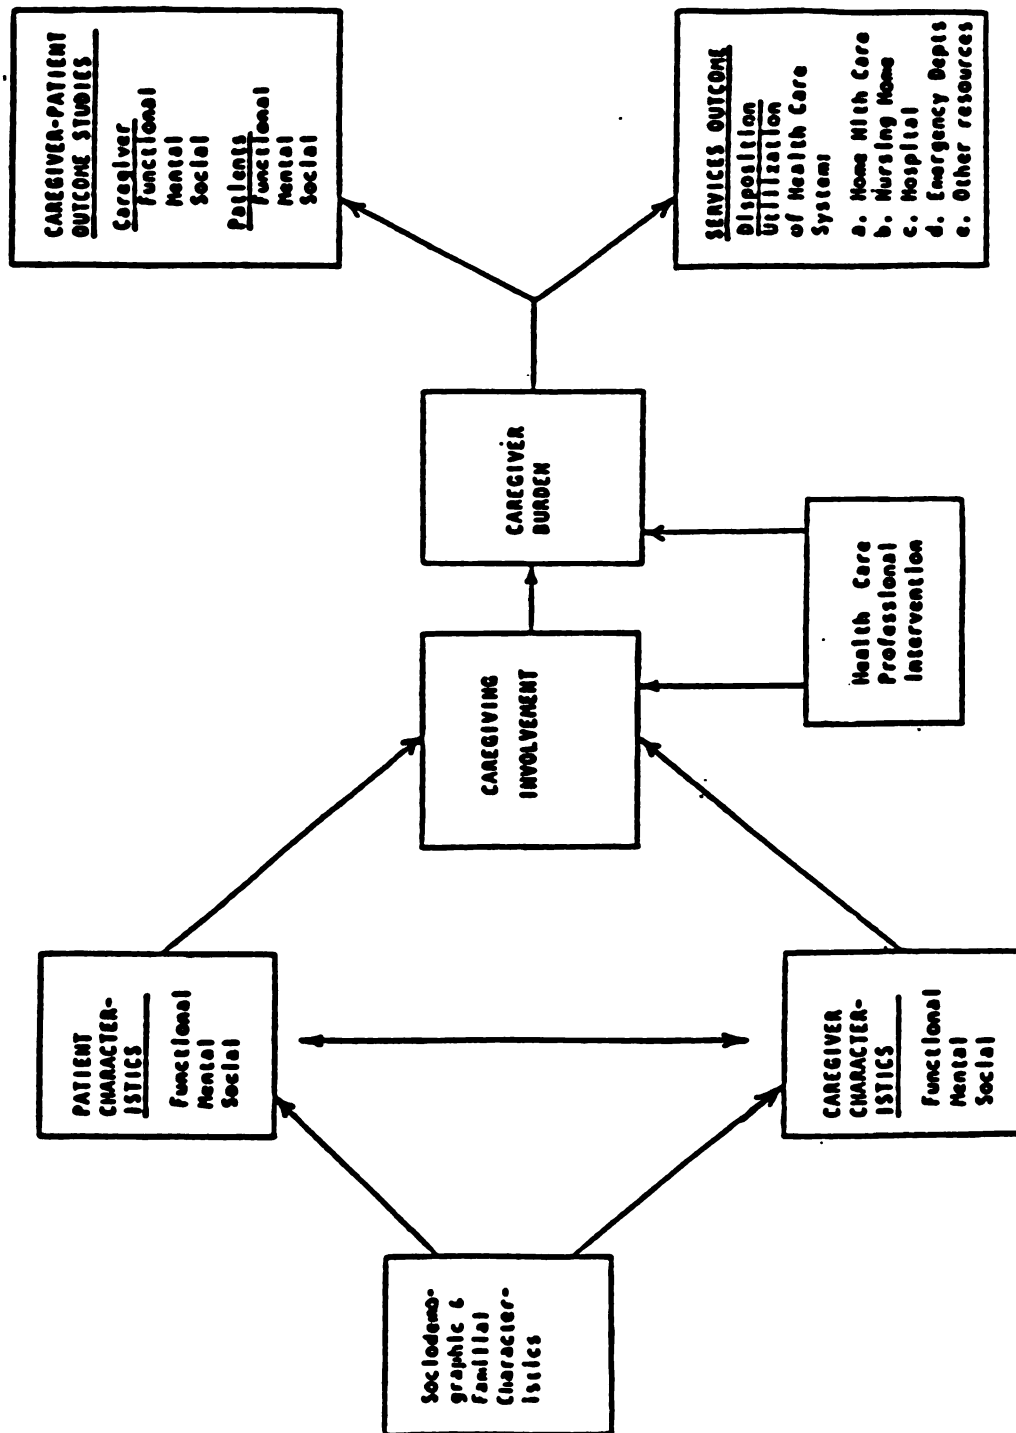 Sociodemo-
graphic &
Familial
Character-
istics
PATIENT
CHARACTER-
ISTICS
Functional
Mental
Social
CAREGIVER
CHARACTER-
ISTICS
Functional
Mental
Social
CAREGIVING
INVOLVEMENT
CAREGIVER
BURDEN
Health Care
Professional
Intervention
CAREGIVER-PATIENT
OUTCOME STUDIES
Caregiver
Functional
Mental
Social
Patients
Functional
Mental
Social
SERVICES OUTCOME
Disposition
Utilization
of Health Care
Systems
a. Home With Care
b. Nursing Home
c. Hospital
d. Emergency Depts
e. Other resources